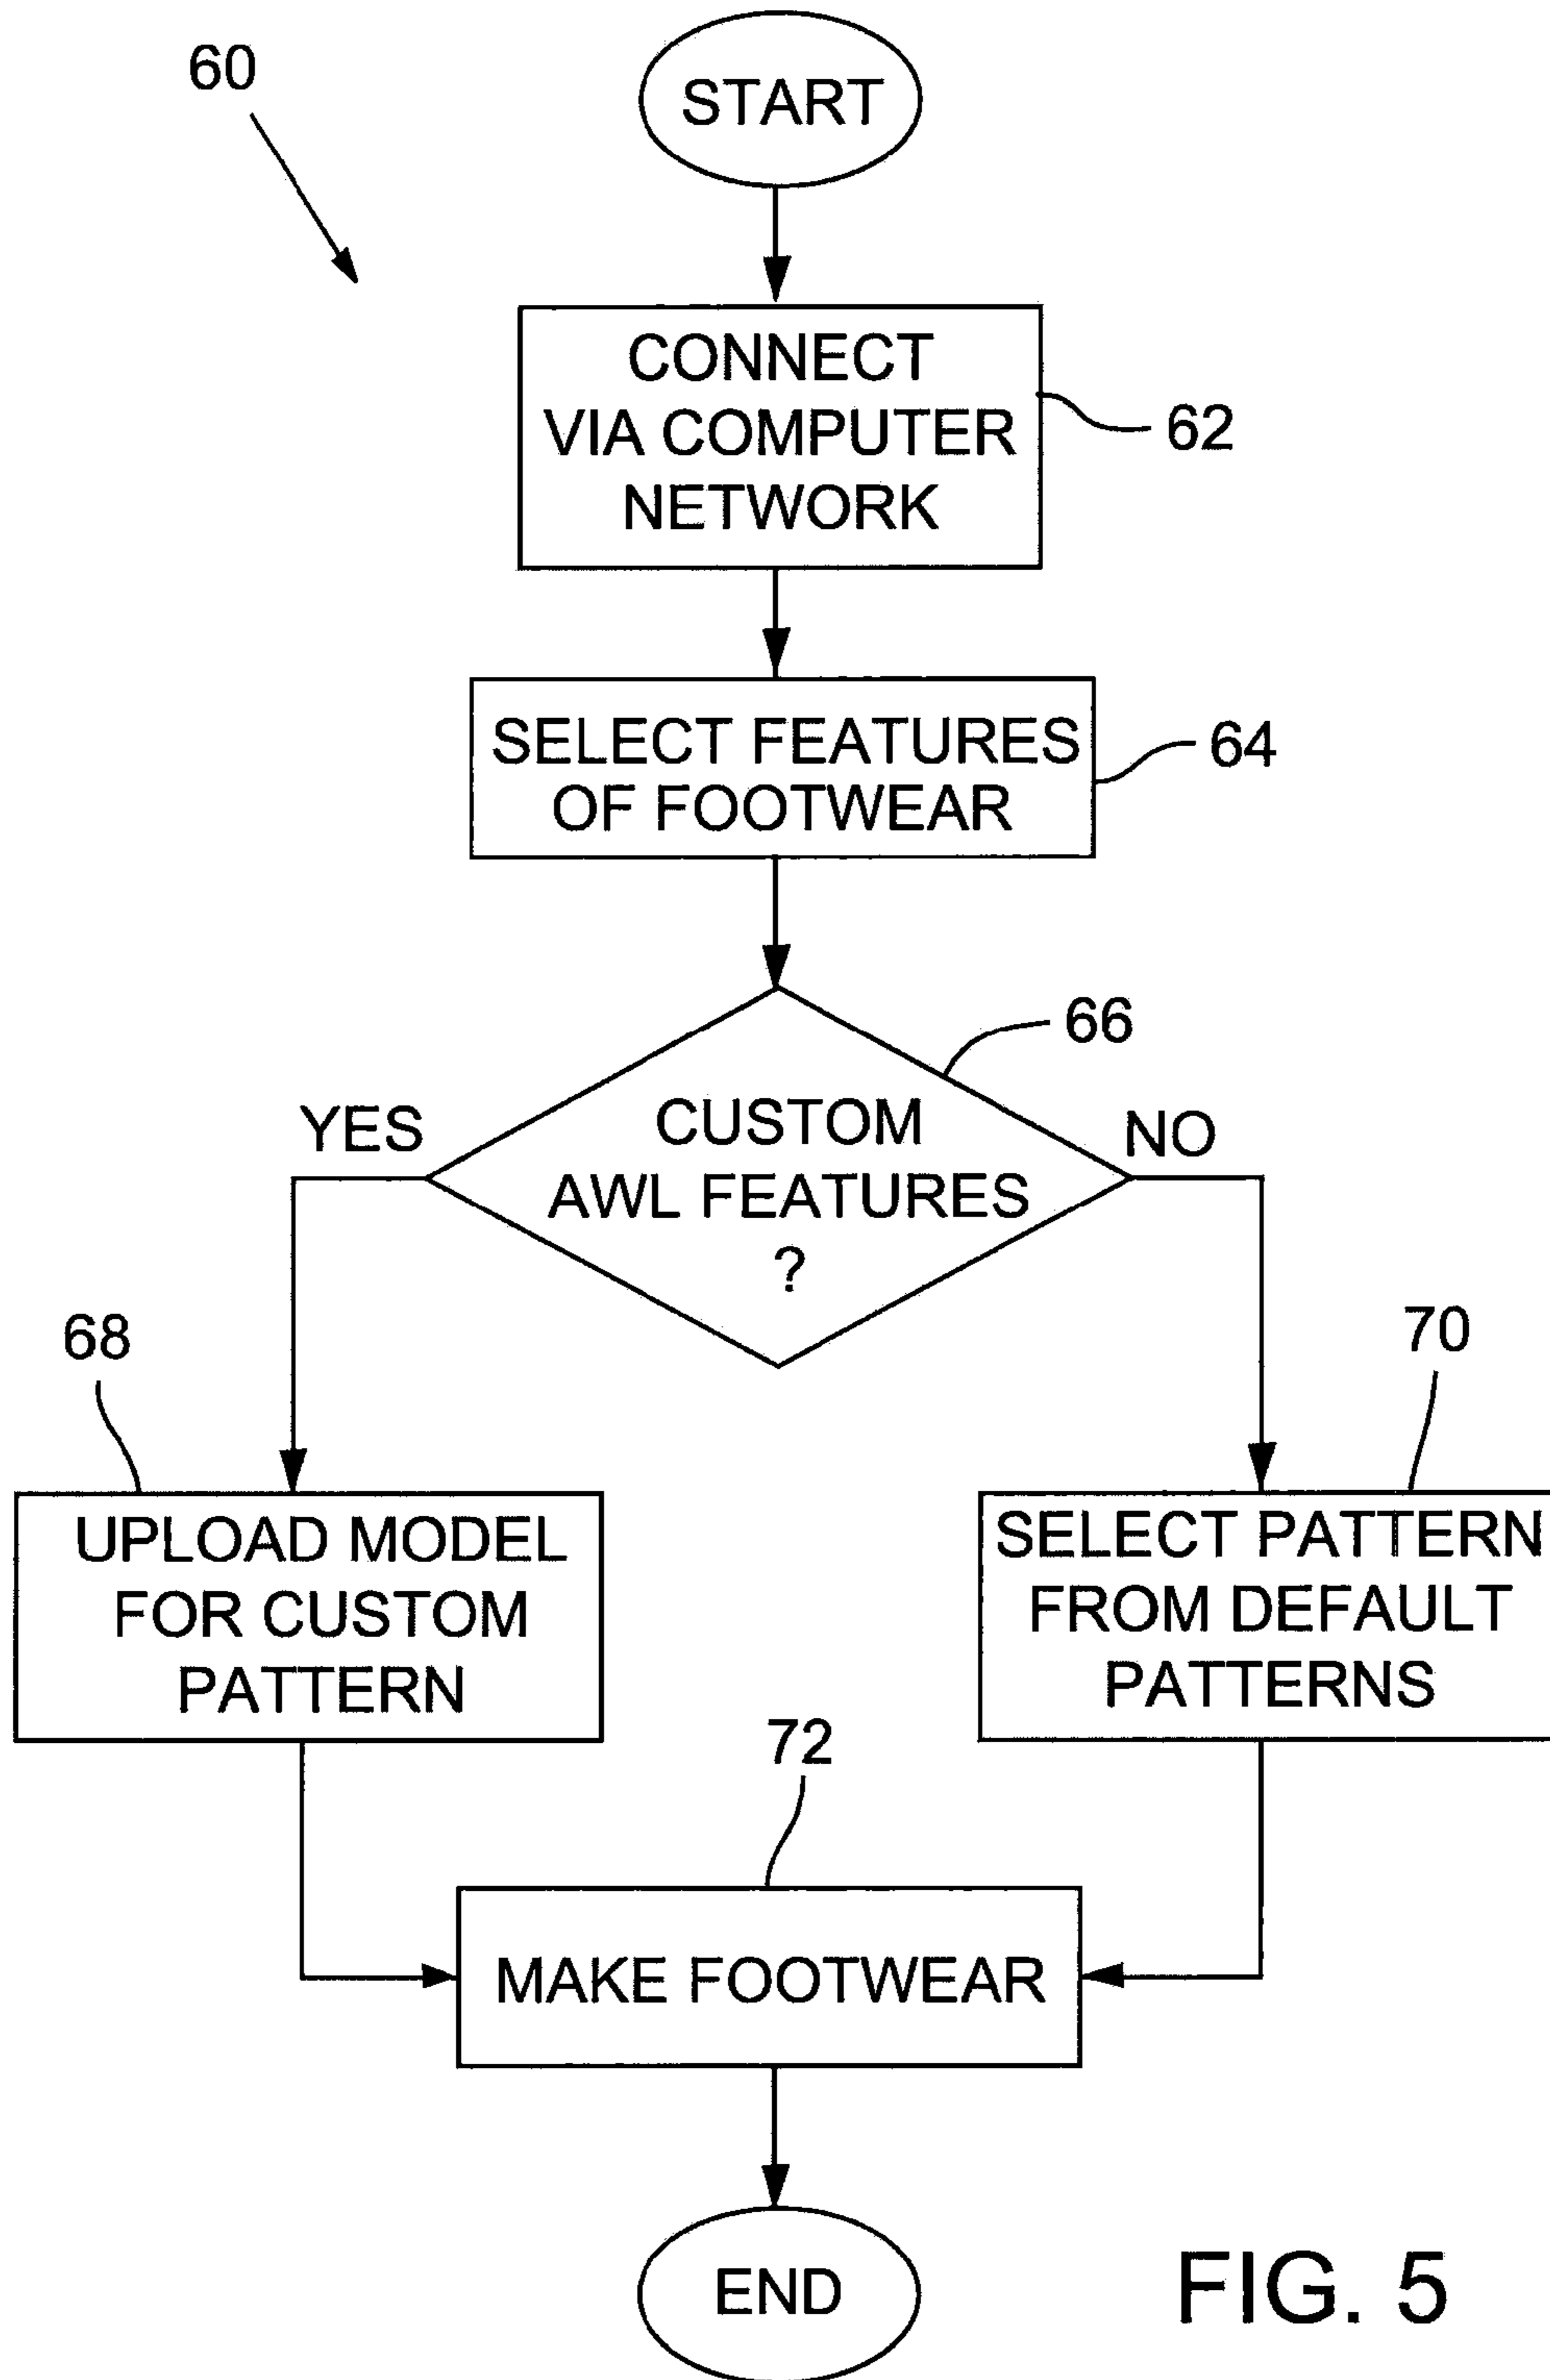 60
START
CONNECT
VIA COMPUTER
NETWORK
62
SELECT FEATURES
OF FOOTWEAR
64
66
CUSTOM
AWL FEATURES
?
YES
NO
68
70
UPLOAD MODEL
FOR CUSTOM
PATTERN
SELECT PATTERN
FROM DEFAULT
PATTERNS
72
MAKE FOOTWEAR
END
FIG. 5